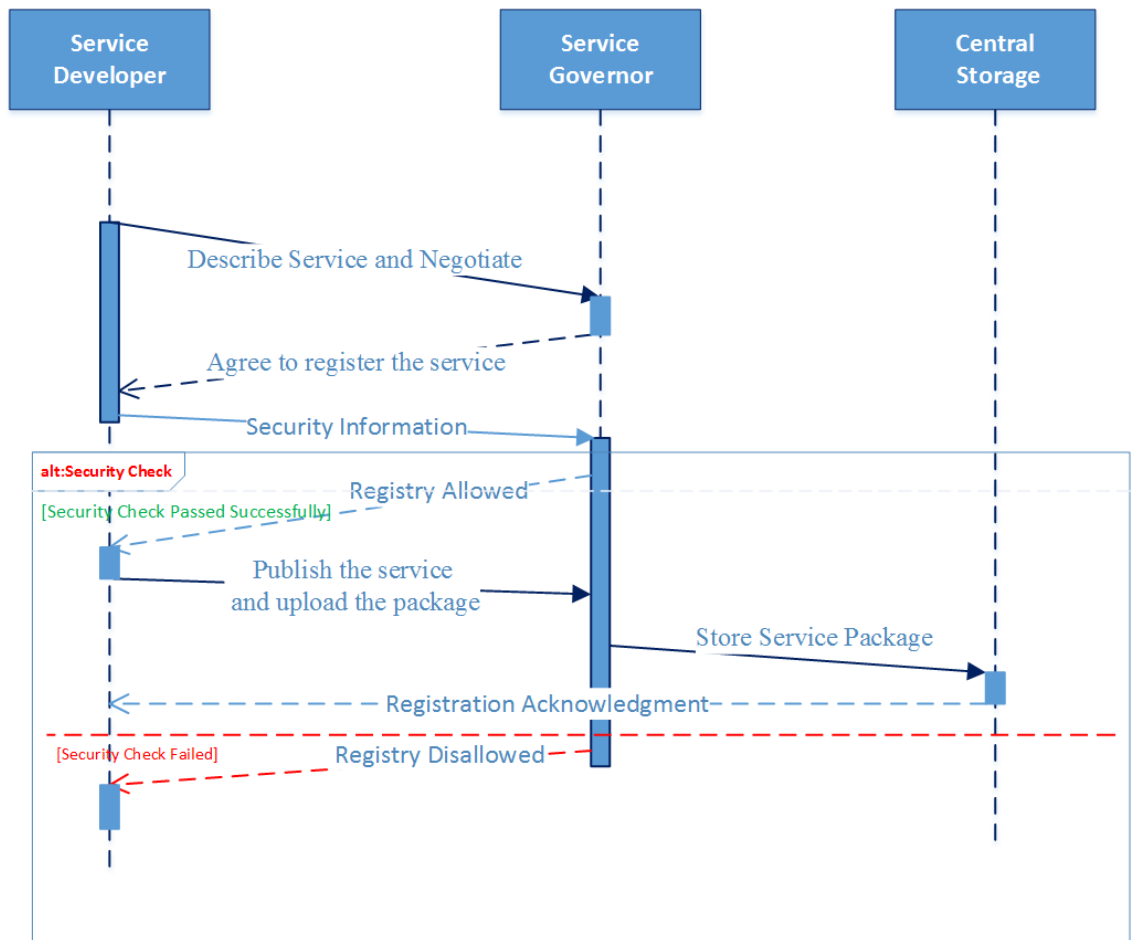 Service
Developer
Service
Governor
Central
Storage
Describe Service and Negotiate
Agree to register the service
Security Information
alt:Security Check
Registry Allowed
[Security Check Passed Successfully]
Publish the service
and upload the package
Store Service Package
Registration Acknowledgment
[Security Check Failed]
Registry Disallowed